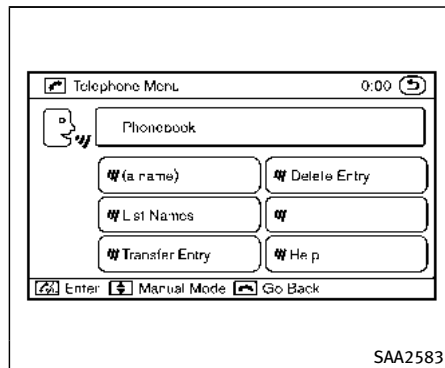 Telephone Menu 0:00
Phonebook
(a name) Delete Entry
List Names
Transfer Entry Help
Enter Manual Mode Go Back
SAA2583